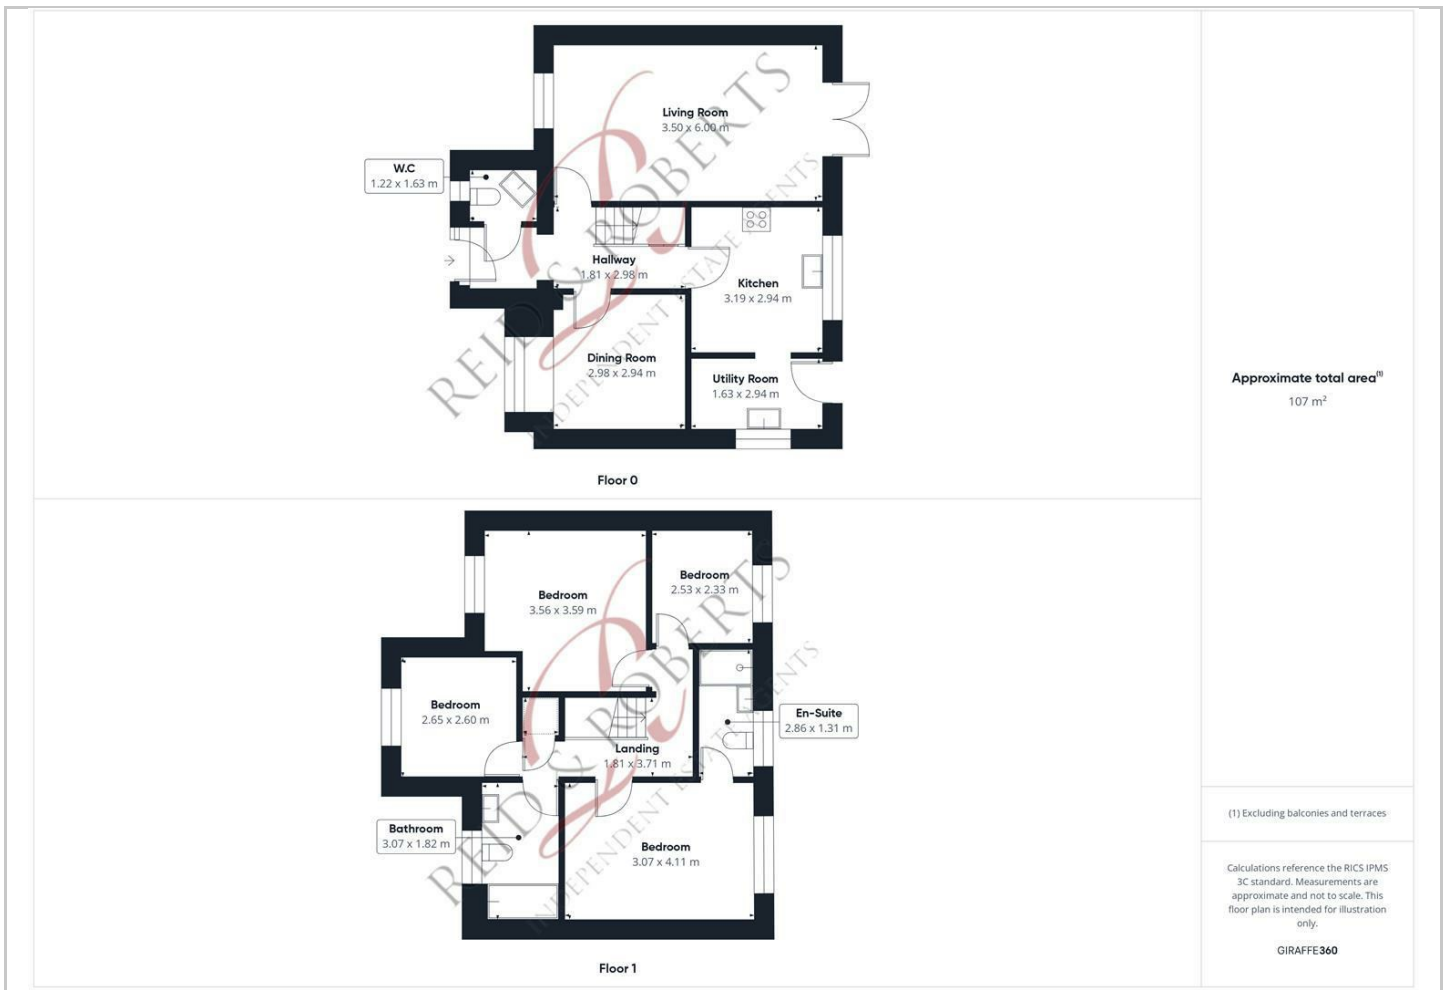 Living Room
3.50 x 6.00 m
W.C
1.22 x 1.63 m
Hallway
1.81 x 2.98 m
Kitchen
3.19 x 2.94 m
Dining Room
2.98 x 2.94 m
Utility Room
1.63 x 2.94 m
Floor 0
REID & ROBERTS
INDEPENDENT ESTATE AGENTS
Bedroom
3.56 x 3.59 m
Bedroom
2.53 x 2.33 m
Bedroom
2.65 x 2.60 m
En-Suite
2.86 x 1.31 m
Landing
1.81 x 3.71 m
Bathroom
3.07 x 1.82 m
Bedroom
3.07 x 4.11 m
Floor 1
REID & ROBERTS
INDEPENDENT ESTATE AGENTS
Approximate total area(1)
107 m²
(1) Excluding balconies and terraces
Calculations reference the RICS IPMS
3C standard. Measurements are
approximate and not to scale. This
floor plan is intended for illustration
only.
GIRAFFE360